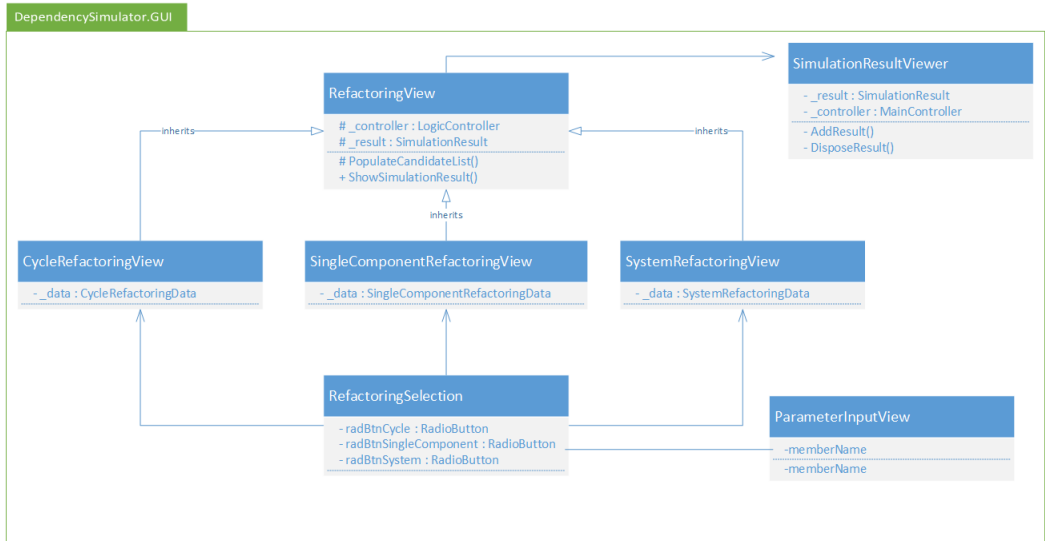 DependencySimulator.GUI
SimulationResultViewer
- _result : SimulationResult
- _controller : MainController
- AddResult()
- DisposeResult()
RefactoringView
# _controller : LogicController
# _result : SimulationResult
# PopulateCandidateList()
+ ShowSimulationResult()
inherits
inherits
inherits
CycleRefactoringView
- _data : CycleRefactoringData
SingleComponentRefactoringView
- _data : SingleComponentRefactoringData
SystemRefactoringView
- _data : SystemRefactoringData
RefactoringSelection
- radBtnCycle : RadioButton
- radBtnSingleComponent : RadioButton
- radBtnSystem : RadioButton
ParameterInputView
-memberName
-memberName